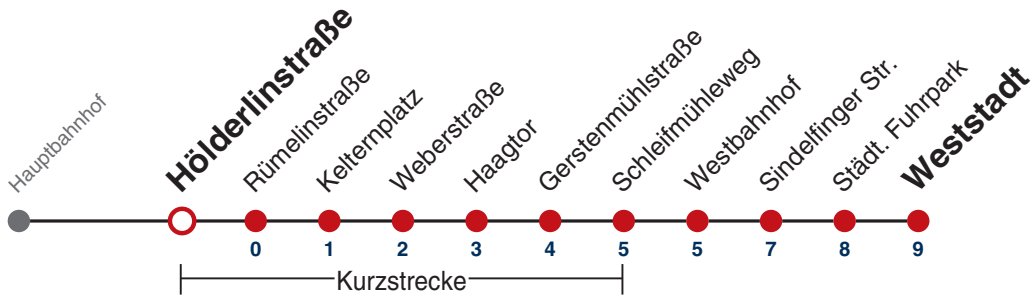 Hauptbahnhof
Hölderlinstraße
Rümelinstraße
Kelternplatz
Weberstraße
Haagtor
Gerstenmühlstraße
Schleifmühleweg
Westbahnhof
Sindelfinger Str.
Städt. Fuhrpark
Weststadt
0 1 2 3 4 5 5 7 8 9
Kurzstrecke